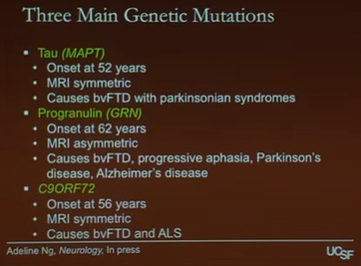 Three Main Genetic Mutations
▪ Tau (MAPT)
• Onset at 52 years
• MRI symmetric
• Causes bvFTD with parkinsonian syndromes
▪ Progranulin (GRN)
• Onset at 62 years
• MRI asymmetric
• Causes bvFTD, progressive aphasia, Parkinson's
disease, Alzheimer's disease
▪ C9ORF72
• Onset at 56 years
• MRI symmetric
• Causes bvFTD and ALS
Adeline Ng, Neurology, In press
UCSF